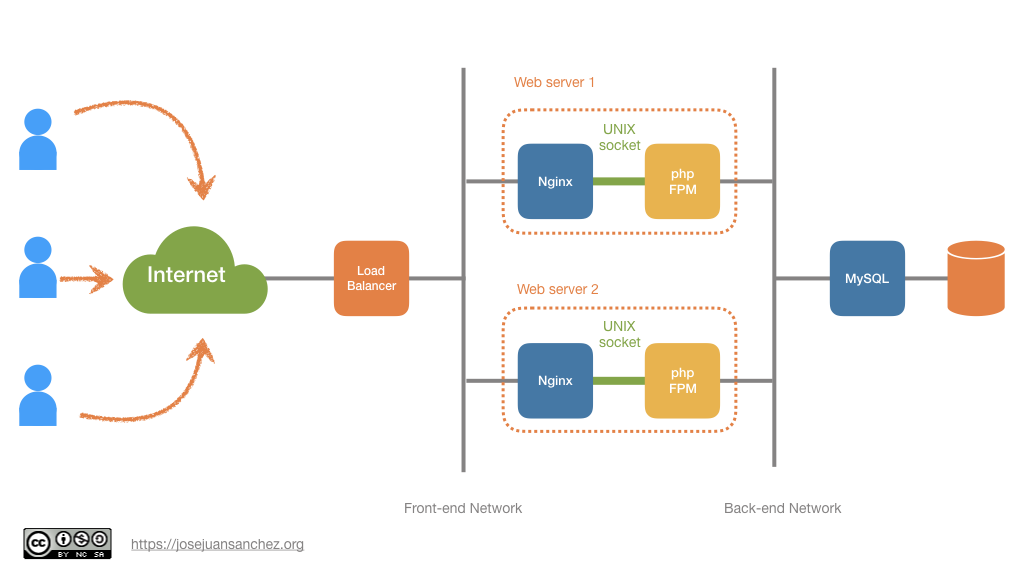 Web server 1
UNIX
socket
Nginx
php
FPM
Internet
Load
Balancer
MySQL
Web server 2
UNIX
socket
Nginx
php
FPM
Front-end Network
Back-end Network
cc
BY NC SA
https://josejuansanchez.org